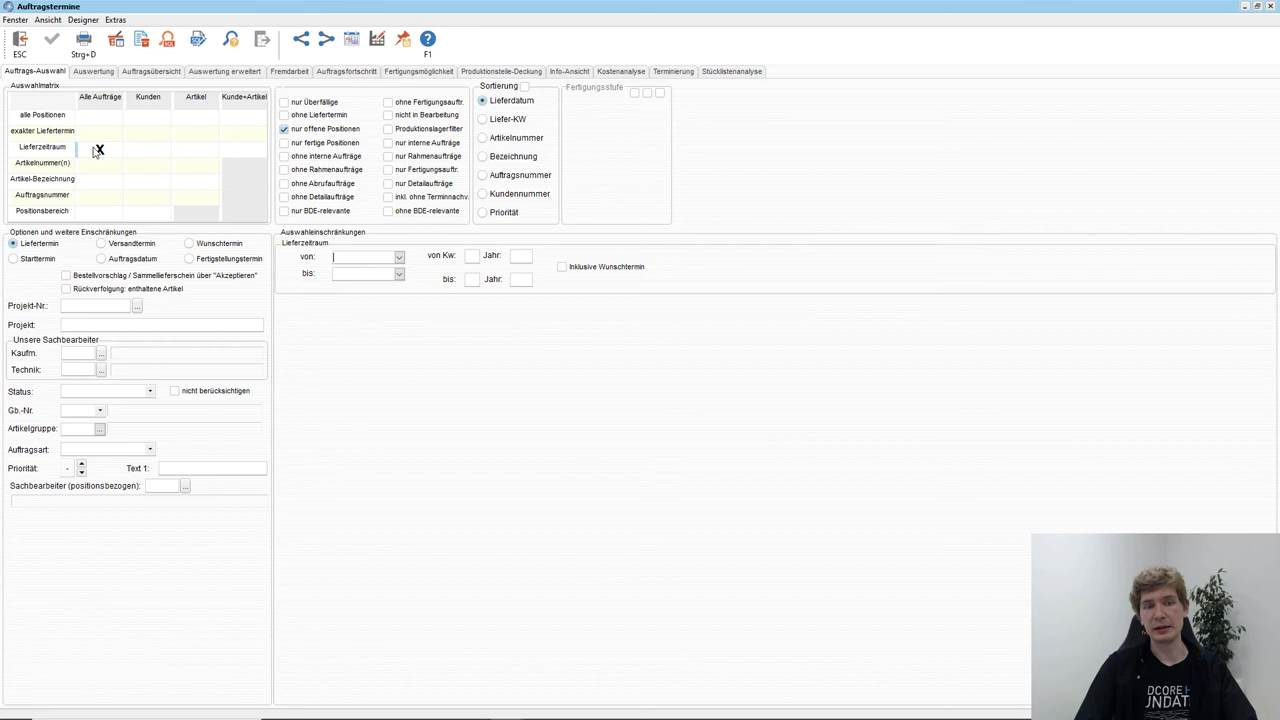 Auftragstermine
Fenster Ansicht Designer Extras
ESC Strg+D F1
Auftrags-Auswahl Auswertung Auftragsübersicht Auswertung erweitert Fremdarbeit Auftragsfortschritt Fertigungsmöglichkeit Produktionsteile-Deckung Info-Ansicht Kostenanalyse Terminierung Stücklistenanalyse
Auswahlmatrix
Alle Aufträge Kunden Artikel Kunde+Artikel
alle Positionen
exakter Liefertermin
Lieferzeitraum X
Artikelnummer(n)
Artikel-Bezeichnung
Auftragsnummer
Positionsbereich
nur Überfällige ohne Fertigungsauftr.
ohne Liefertermin nicht in Bearbeitung
nur offene Positionen Produktionslagerfilter
nur fertige Positionen nur interne Aufträge
ohne interne Aufträge nur Rahmenaufträge
ohne Rahmenaufträge nur Fertigungsauftr.
ohne Abrufaufträge nur Detailaufträge
ohne Detailaufträge inkl. ohne Terminnachv.
nur BDE-relevante ohne BDE-relevante
Sortierung
Lieferdatum
Liefer-KW
Artikelnummer
Bezeichnung
Auftragsnummer
Kundennummer
Priorität
Fertigungsstufe
Optionen und weitere Einschränkungen
Liefertermin Versandtermin Wunschtermin
Starttermin Auftragsdatum Fertigstellungstermin
Bestellvorschlag / Sammellieferschein über "Akzeptieren"
Rückverfolgung: enthaltene Artikel
Projekt-Nr.: ...
Projekt:
Unsere Sachbearbeiter
Kaufm. ...
Technik: ...
Status: nicht berücksichtigen
Gb.-Nr.
Artikelgruppe: ...
Auftragsart:
Priorität: - Text 1:
Sachbearbeiter (positionsbezogen): ...
Auswahleinschränkungen
Lieferzeitraum
von: von Kw: Jahr:
bis: bis: Jahr:
Inklusive Wunschtermin
DCORE
UNDAT